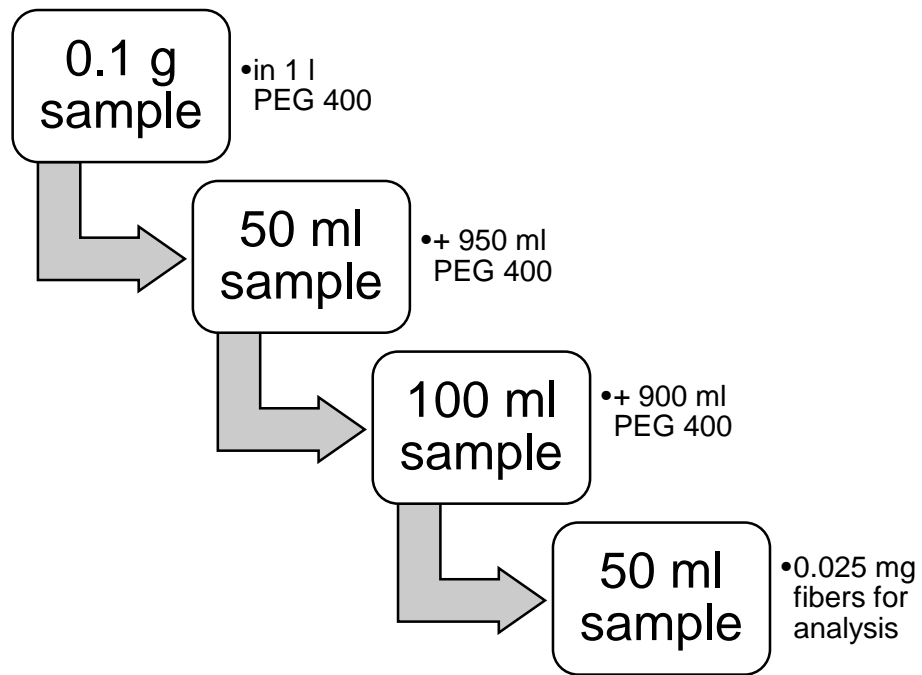 0.1 g
sample
•in 1 l
PEG 400
50 ml
sample
•+ 950 ml
PEG 400
100 ml
sample
•+ 900 ml
PEG 400
50 ml
sample
•0.025 mg
fibers for
analysis